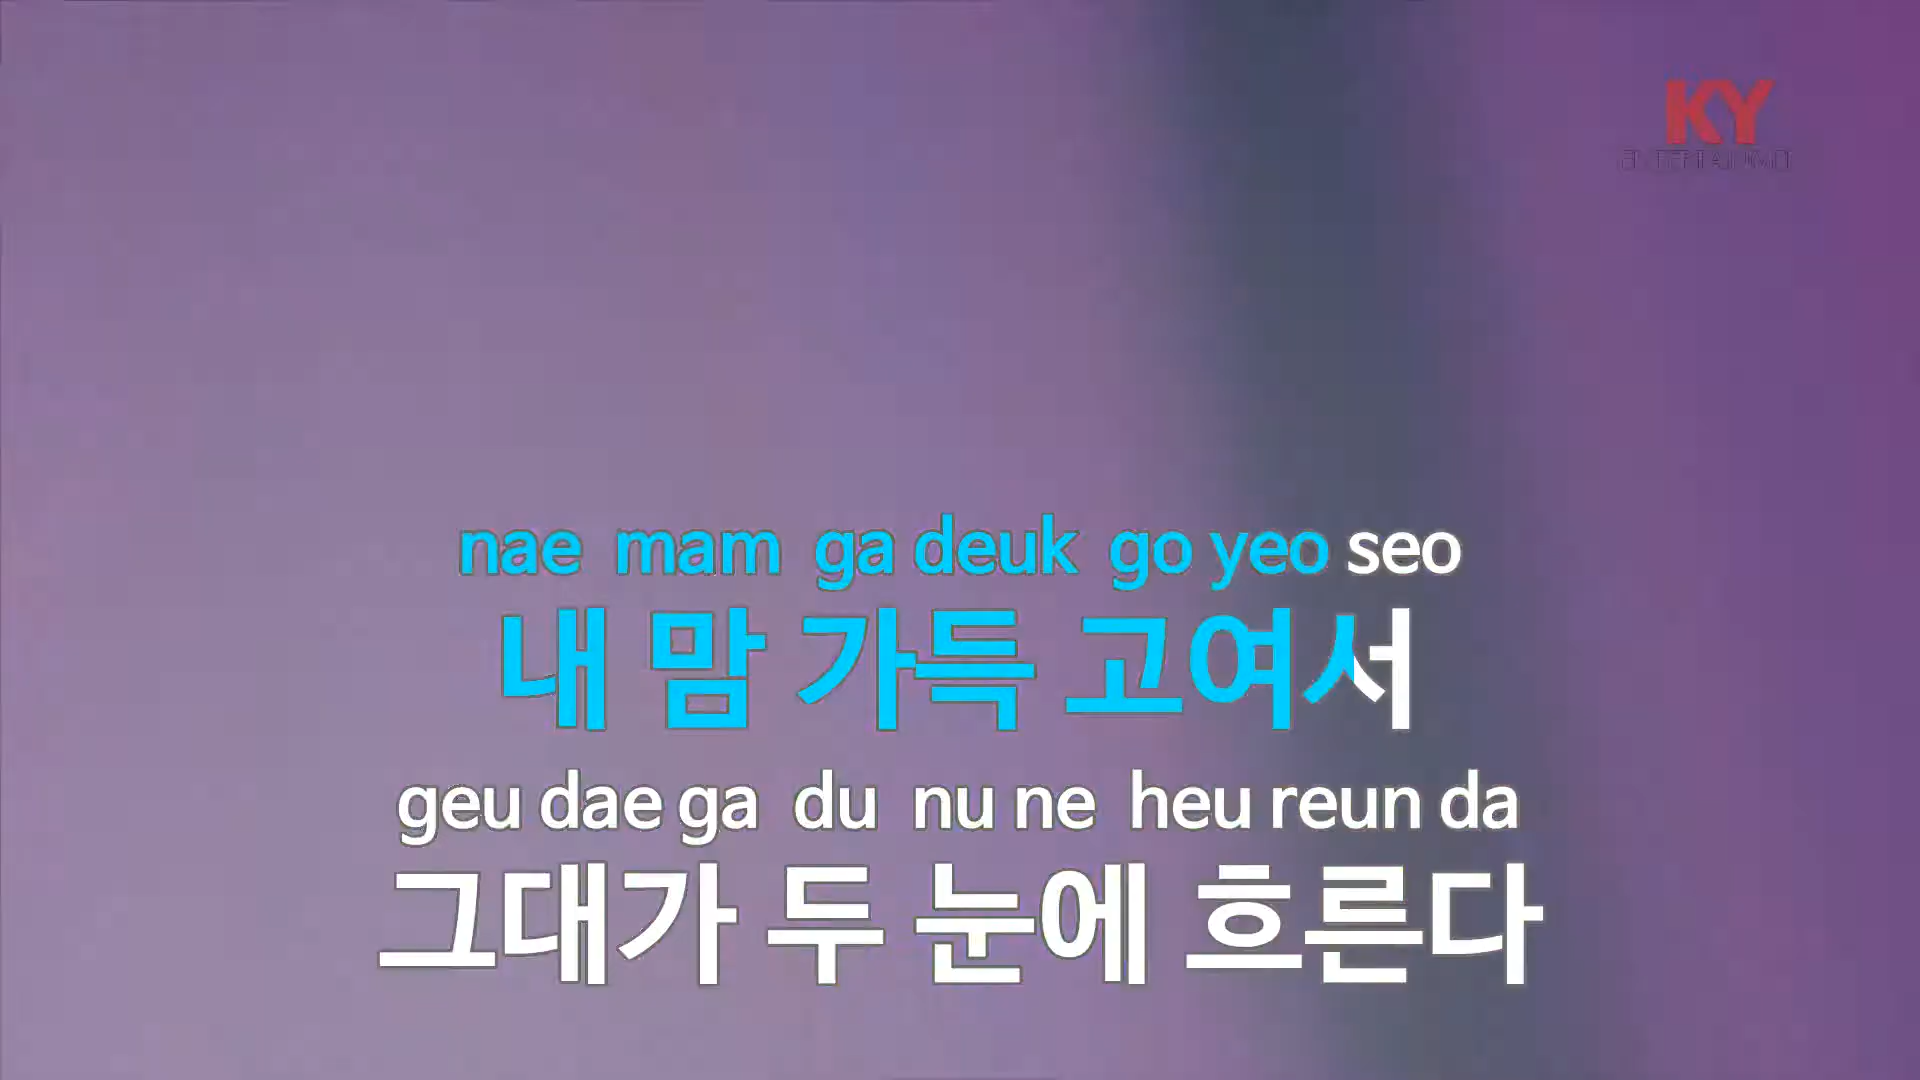 KY
ENTERTAINMENT
nae mam ga deuk go yeo seo
내 맘 가득 고여서
geu dae ga du nu ne heu reun da
그대가 두 눈에 흐른다